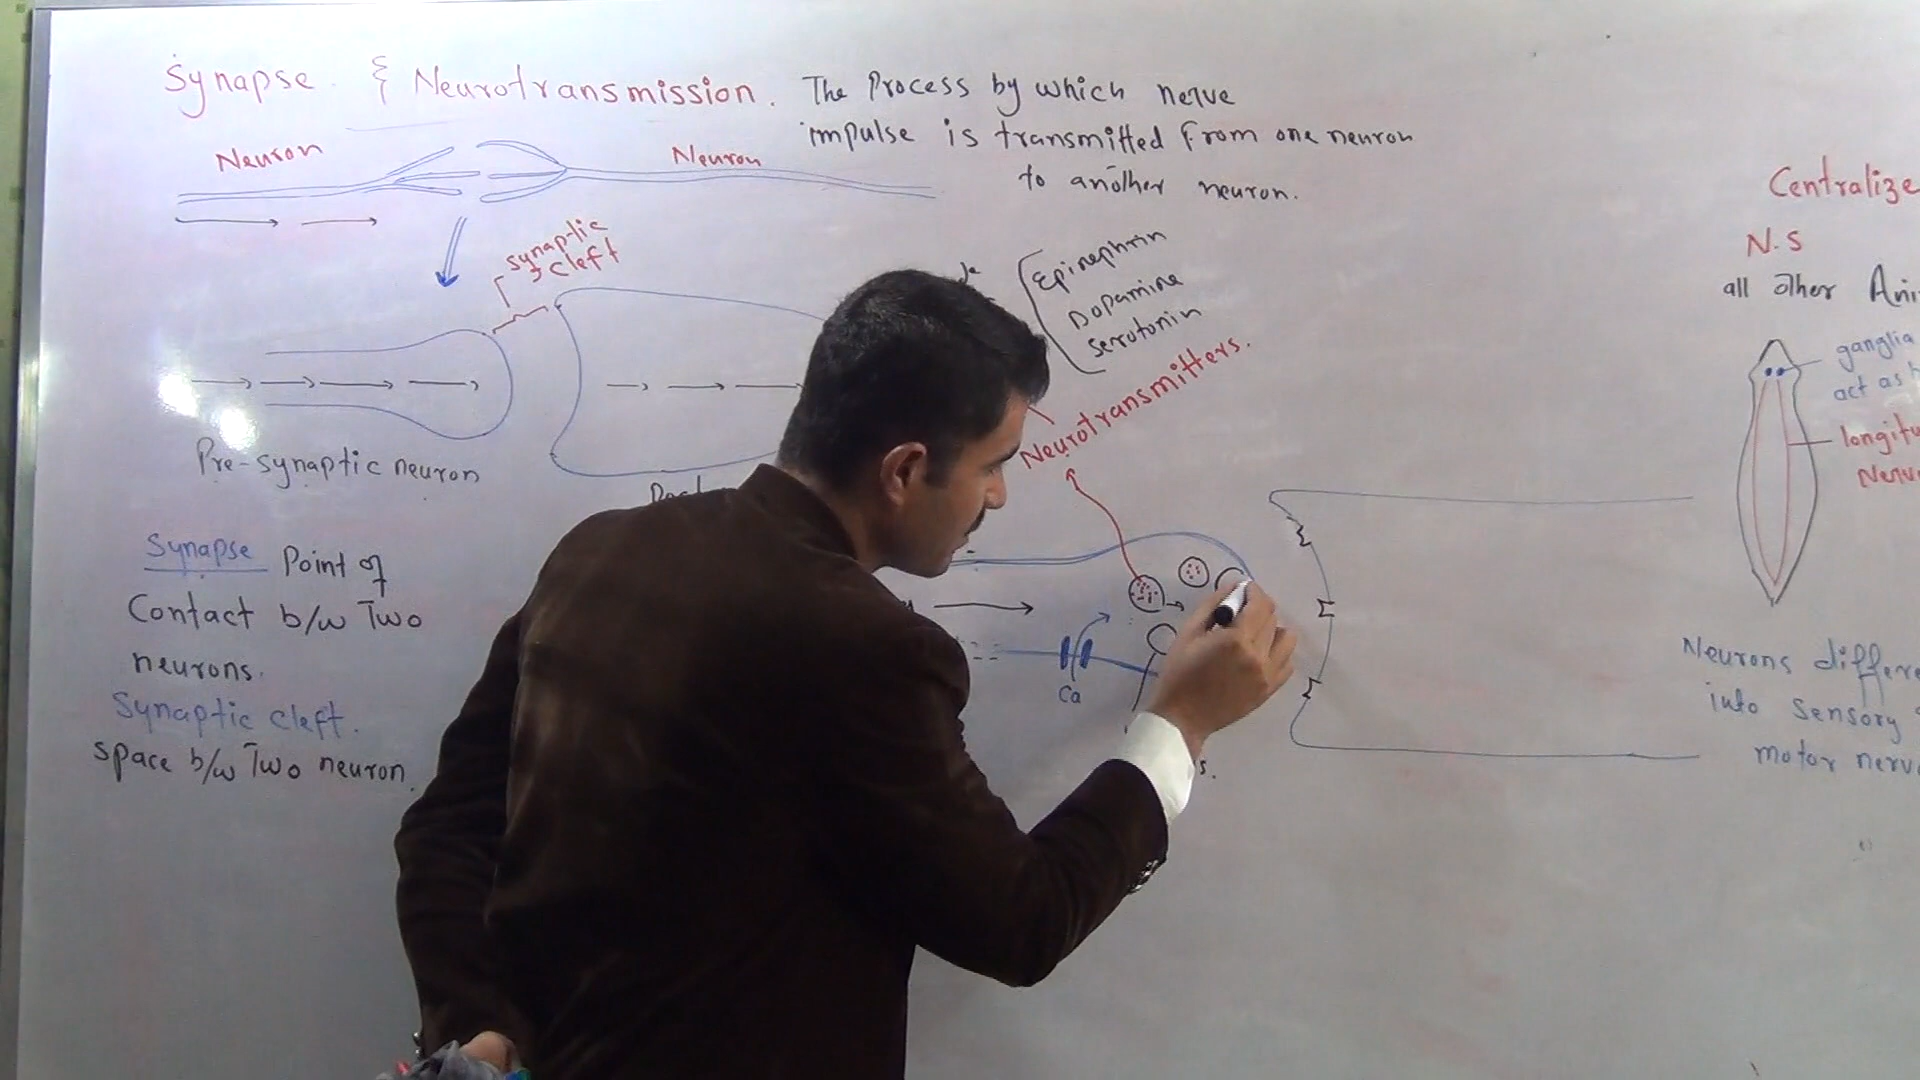 Synapse & Neurotransmission. The Process by which nerve
impulse is transmitted from one neuron
to another neuron.
Neuron
Neuron
synaptic
cleft
Pre-synaptic neuron
Epinephrin
Dopamine
Serotonin
Neurotransmitters.
Synapse Point of
Contact b/w Two
neurons.
Synaptic cleft.
space b/w Two neuron.
Ca
Centralize
N.S
all other Ani
ganglia
act as
longitu
Nerv
Neurons differe
into sensory
motor nerv